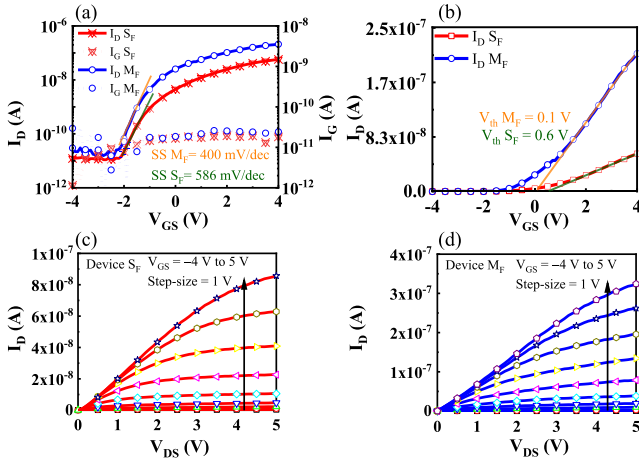 (a)
10⁻⁶
10⁻⁸
10⁻¹⁰
10⁻¹²
I_D (A)
I_D S_F
I_G S_F
I_D M_F
I_G M_F
SS M_F= 400 mV/dec
SS S_F= 586 mV/dec
10⁻⁸
10⁻⁹
10⁻¹⁰
10⁻¹¹
10⁻¹²
I_G (A)
-4 -2 0 2 4
V_GS (V)
(b)
2.5x10⁻⁷
1.7x10⁻⁷
8.3x10⁻⁸
0.0
I_D (A)
I_D S_F
I_D M_F
V_th M_F = 0.1 V
V_th S_F = 0.6 V
-4 -2 0 2 4
V_GS (V)
(c)
1x10⁻⁷
8x10⁻⁸
6x10⁻⁸
4x10⁻⁸
2x10⁻⁸
0
I_D (A)
Device S_F V_GS = −4 V to 5 V
Step-size = 1 V
0 1 2 3 4 5
V_DS (V)
(d)
4x10⁻⁷
3x10⁻⁷
2x10⁻⁷
1x10⁻⁷
0
I_D (A)
Device M_F V_GS = −4 V to 5 V
Step-size = 1 V
0 1 2 3 4 5
V_DS (V)